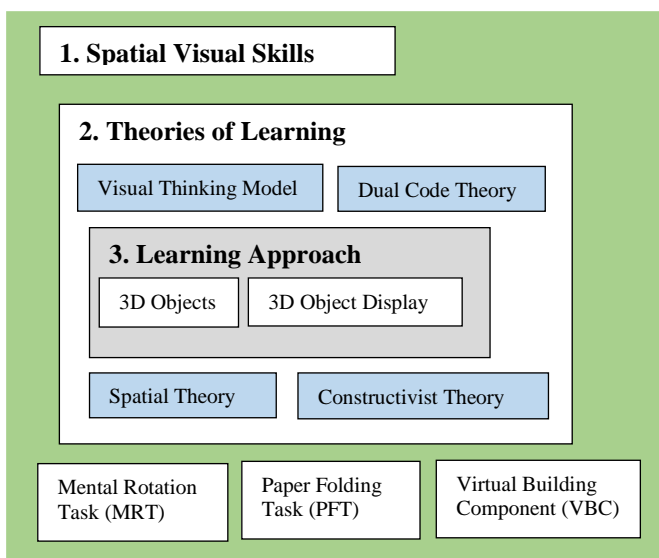 1. Spatial Visual Skills
2. Theories of Learning
Visual Thinking Model
Dual Code Theory
3. Learning Approach
3D Objects
3D Object Display
Spatial Theory
Constructivist Theory
Mental Rotation
Task (MRT)
Paper Folding
Task (PFT)
Virtual Building
Component (VBC)